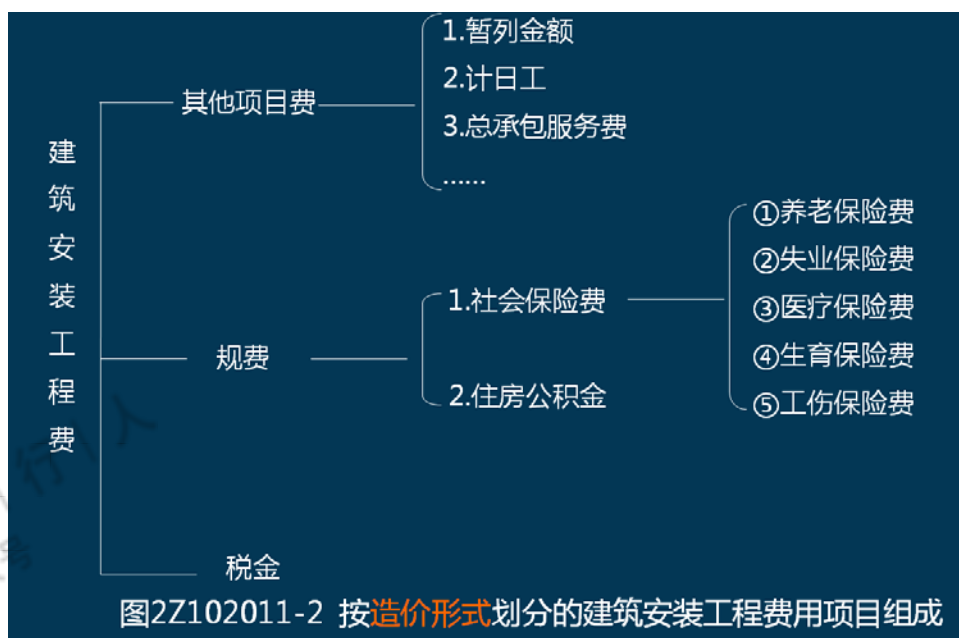 建筑安装工程费
其他项目费
1.暂列金额
2.计日工
3.总承包服务费
……
规费
1.社会保险费
①养老保险费
②失业保险费
③医疗保险费
④生育保险费
⑤工伤保险费
2.住房公积金
税金
图2Z102011-2 按造价形式划分的建筑安装工程费用项目组成